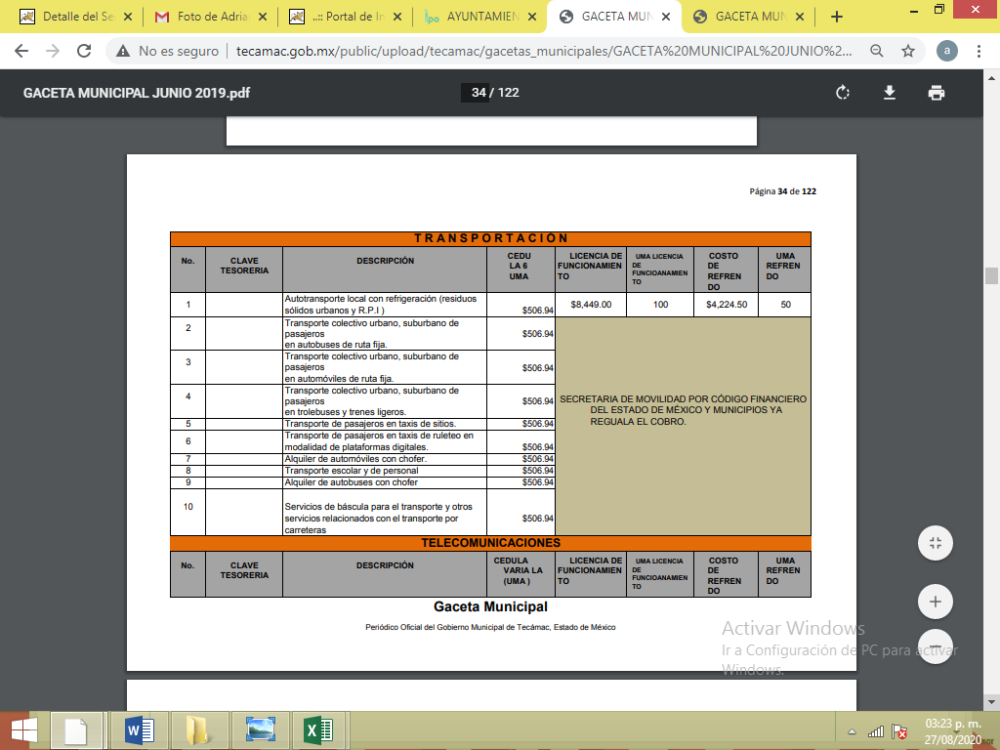 Detalle del Se
Foto de Adria
..:: Portal de In
AYUNTAMIEN
GACETA MUN
GACETA MUN
No es seguro
tecamac.gob.mx/public/upload/tecamac/gacetas_municipales/GACETA%20MUNICIPAL%20JUNIO%2...
a
GACETA MUNICIPAL JUNIO 2019.pdf
34 / 122
Página 34 de 122
TRANSPORTACION
No.
CLAVE
TESORERIA
DESCRIPCIÓN
CEDU
LA 6
UMA
LICENCIA DE
FUNCIONAMIEN
TO
UMA LICENCIA
DE
FUNCIOANAMIEN
TO
COSTO
DE
REFREN
DO
UMA
REFREN
DO
1
Autotransporte local con refrigeración (residuos
sólidos urbanos y R.P.I )
$506.94
$8,449.00
100
$4,224.50
50
2
Transporte colectivo urbano, suburbano de
pasajeros
en autobuses de ruta fija.
$506.94
3
Transporte colectivo urbano, suburbano de
pasajeros
en automóviles de ruta fija.
$506.94
4
Transporte colectivo urbano, suburbano de
pasajeros
en trolebuses y trenes ligeros.
$506.94
5
Transporte de pasajeros en taxis de sitios.
$506.94
6
Transporte de pasajeros en taxis de ruleteo en
modalidad de plataformas digitales.
$506.94
7
Alquiler de automóviles con chofer.
$506.94
8
Transporte escolar y de personal
$506.94
9
Alquiler de autobuses con chofer
$506.94
10
Servicios de báscula para el transporte y otros
servicios relacionados con el transporte por
carreteras
$506.94
SECRETARIA DE MOVILIDAD POR CÓDIGO FINANCIERO
DEL ESTADO DE MÉXICO Y MUNICIPIOS YA
REGUALA EL COBRO.
TELECOMUNICACIONES
No.
CLAVE
TESORERIA
DESCRIPCIÓN
CEDULA
VARIA LA
(UMA )
LICENCIA DE
FUNCIONAMIEN
TO
UMA LICENCIA
DE
FUNCIOANAMIEN
TO
COSTO
DE
REFREN
DO
UMA
REFREN
DO
Gaceta Municipal
Periódico Oficial del Gobierno Municipal de Tecámac, Estado de México
Activar Windows
Ir a Configuración de PC para activar
Windows.
03:23 p. m.
27/08/2020